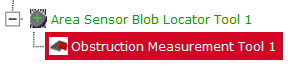 Area Sensor Blob Locator Tool 1
Obstruction Measurement Tool 1